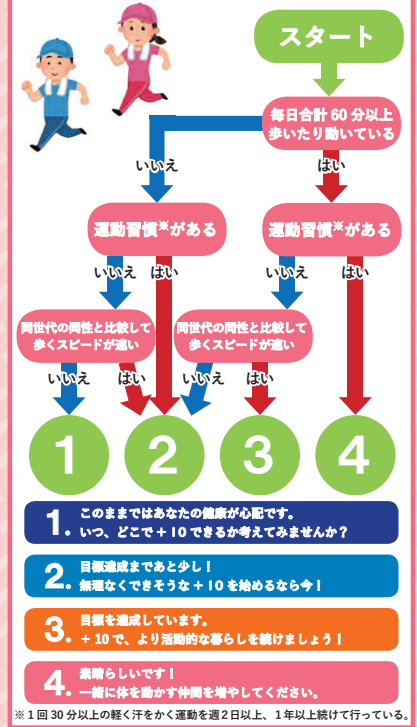 スタート
毎日合計 60 分以上
歩いたり動いている
いいえ
はい
運動習慣※がある
運動習慣※がある
いいえ
はい
いいえ
はい
同世代の同性と比較して
歩くスピードが速い
同世代の同性と比較して
歩くスピードが速い
いいえ
はい
いいえ
はい
1
2
3
4
1. このままではあなたの健康が心配です。
いつ、どこで＋10できるか考えてみませんか？
2. 目標達成まであと少し！
無理なくできそうな＋10を始めるなら今！
3. 目標を達成しています。
＋10で、より活動的な暮らしを続けましょう！
4. 素晴らしいです！
一緒に体を動かす仲間を増やしてください。
※１回 30 分以上の軽く汗をかく運動を週２日以上、１年以上続けて行っている。